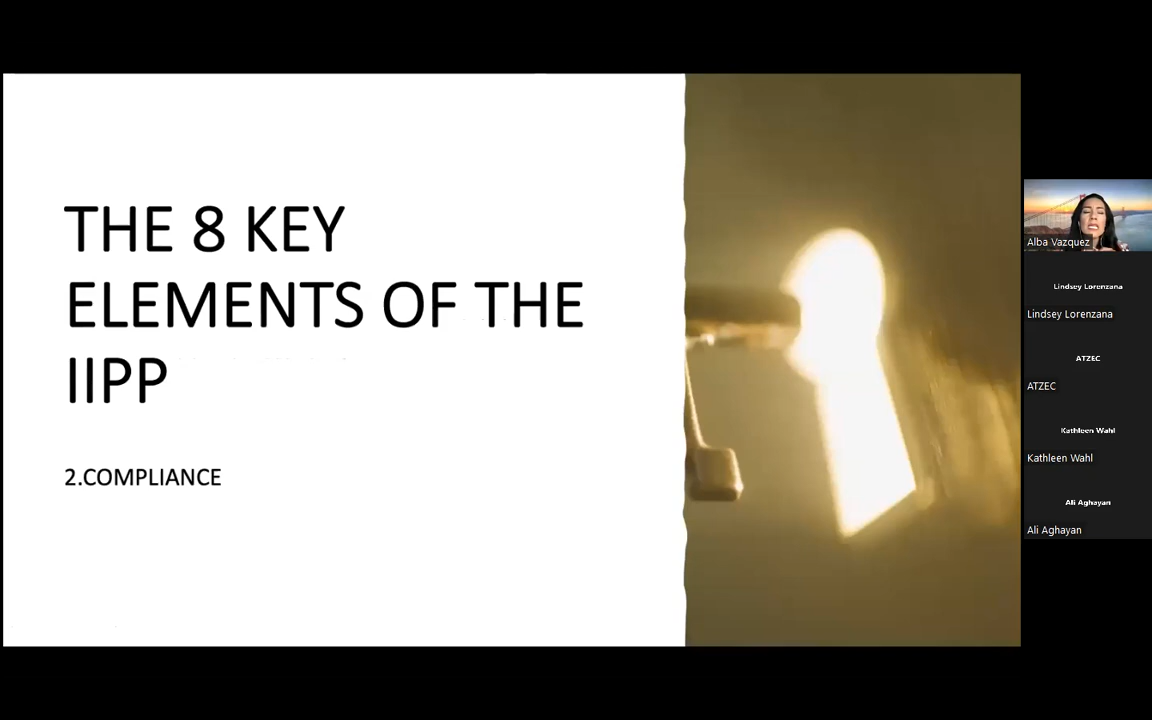 THE 8 KEY
ELEMENTS OF THE
IIPP
2.COMPLIANCE
Alba Vazquez
Lindsey Lorenzana
Lindsey Lorenzana
ATZEC
ATZEC
Kathleen Wahl
Kathleen Wahl
Ali Aghayan
Ali Aghayan